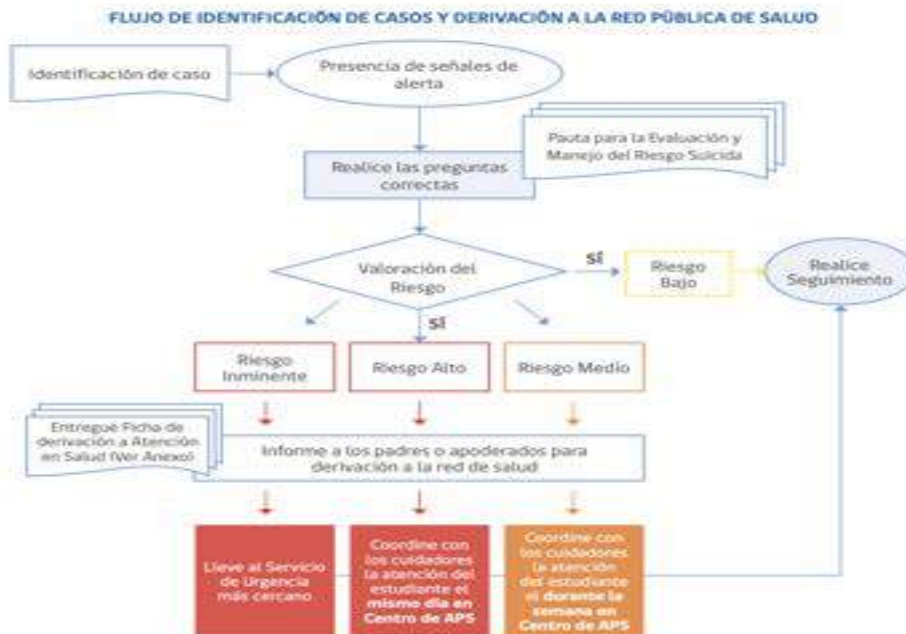 FLUJO DE IDENTIFICACIÓN DE CASOS Y DERIVACIÓN A LA RED PÚBLICA DE SALUD
Identificación de caso
Presencia de señales de
alerta
Pauta para la Evaluación y
Manejo del Riesgo Suicida
Realice las preguntas
correctas
Valoración del
Riesgo
SÍ
Riesgo
Bajo
Realice
Seguimiento
SÍ
Riesgo
Inminente
Riesgo Alto
Riesgo Medio
Entregue Ficha de
derivación a Atención
en Salud (Ver Anexo)
Informe a los padres o apoderados para
derivación a la red de salud
Lleve al Servicio
de Urgencia
más cercano
Coordine con
los cuidadores
la atención del
estudiante el
mismo día en
Centro de APS
Coordine con
los cuidadores
la atención
del estudiante
el durante la
semana en
Centro de APS